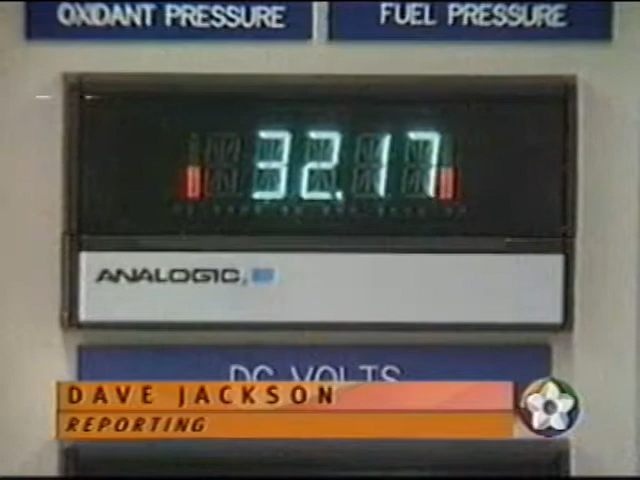 OXIDANT PRESSURE
FUEL PRESSURE
32.17
ANALOGIC
DC VOLTS
DAVE JACKSON
REPORTING